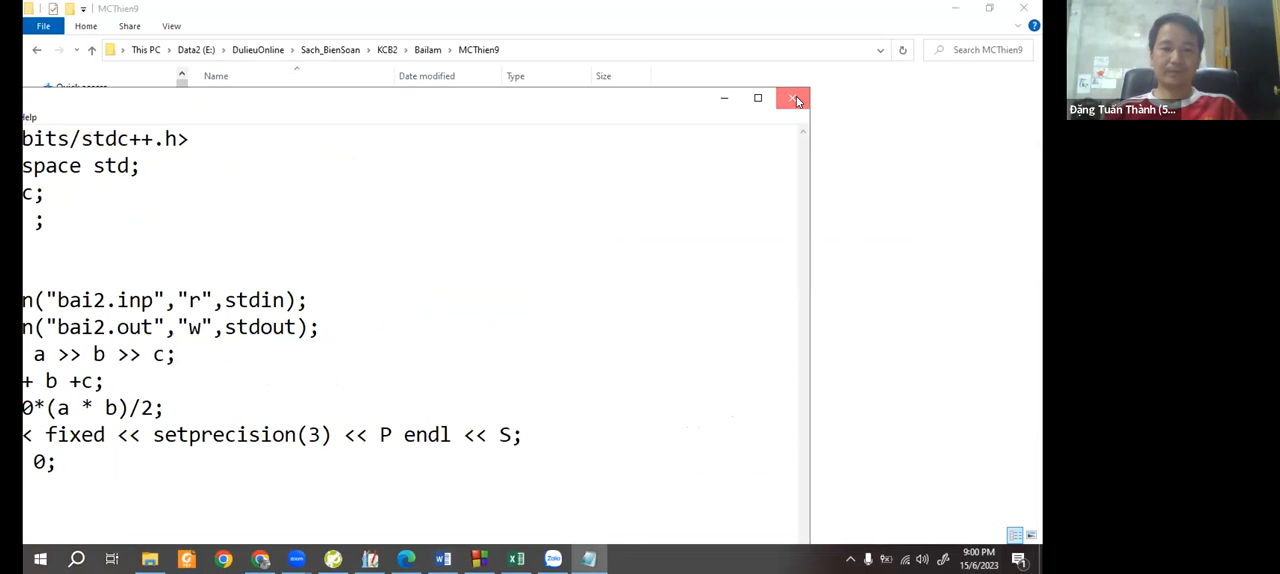 MCThien9
File Home Share View
This PC Data2 (E:) DulieuOnline Sach_BienSoan KCB2 Bailam MCThien9 Search MCThien9
Name Date modified Type Size
Help
bits/stdc++.h>
space std;
c;
;
n("bai2.inp","r",stdin);
n("bai2.out","w",stdout);
a >> b >> c;
+ b +c;
0*(a * b)/2;
< fixed << setprecision(3) << P endl << S;
0;
Đặng Tuấn Thành (5...
9:00 PM
15/6/2023